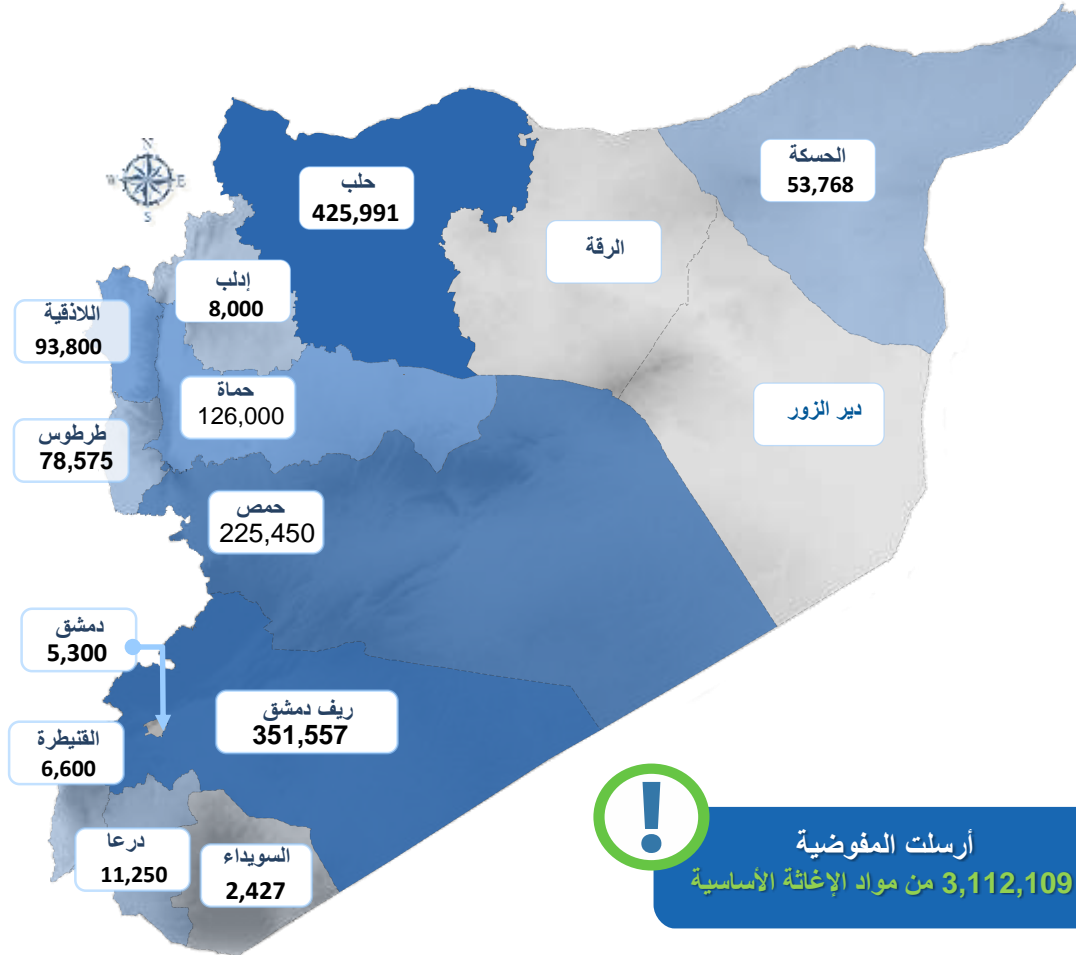 N
W E
S
الحسكة
53,768
حلب
425,991
الرقة
إدلب
8,000
اللاذقية
93,800
حماة
126,000
دير الزور
طرطوس
78,575
حمص
225,450
دمشق
5,300
ريف دمشق
351,557
القنيطرة
6,600
درعا
11,250
السويداء
2,427
!
أرسلت المفوضية
3,112,109 من مواد الإغاثة الأساسية